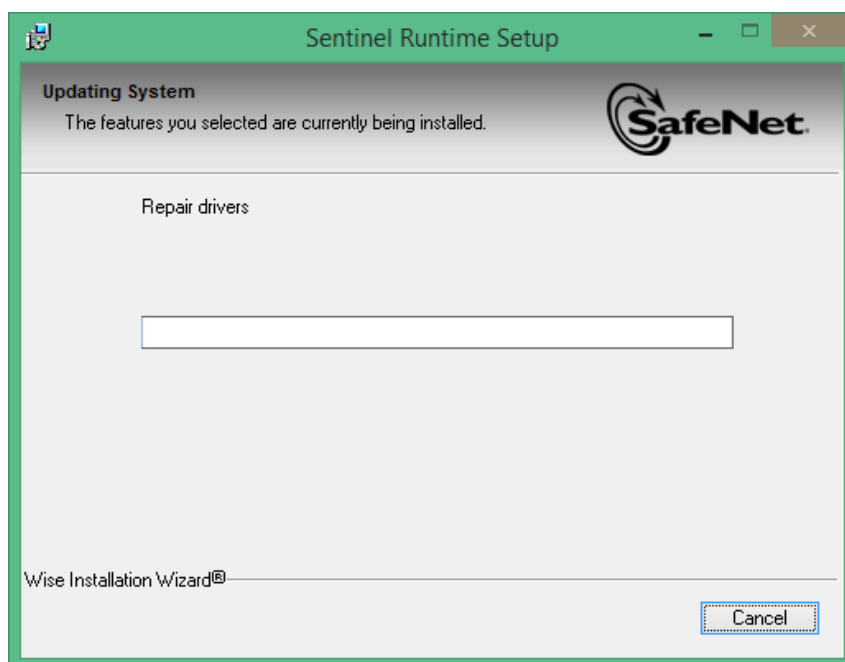 Sentinel Runtime Setup
Updating System
The features you selected are currently being installed.
SafeNet.
Repair drivers
Wise Installation Wizard®
Cancel